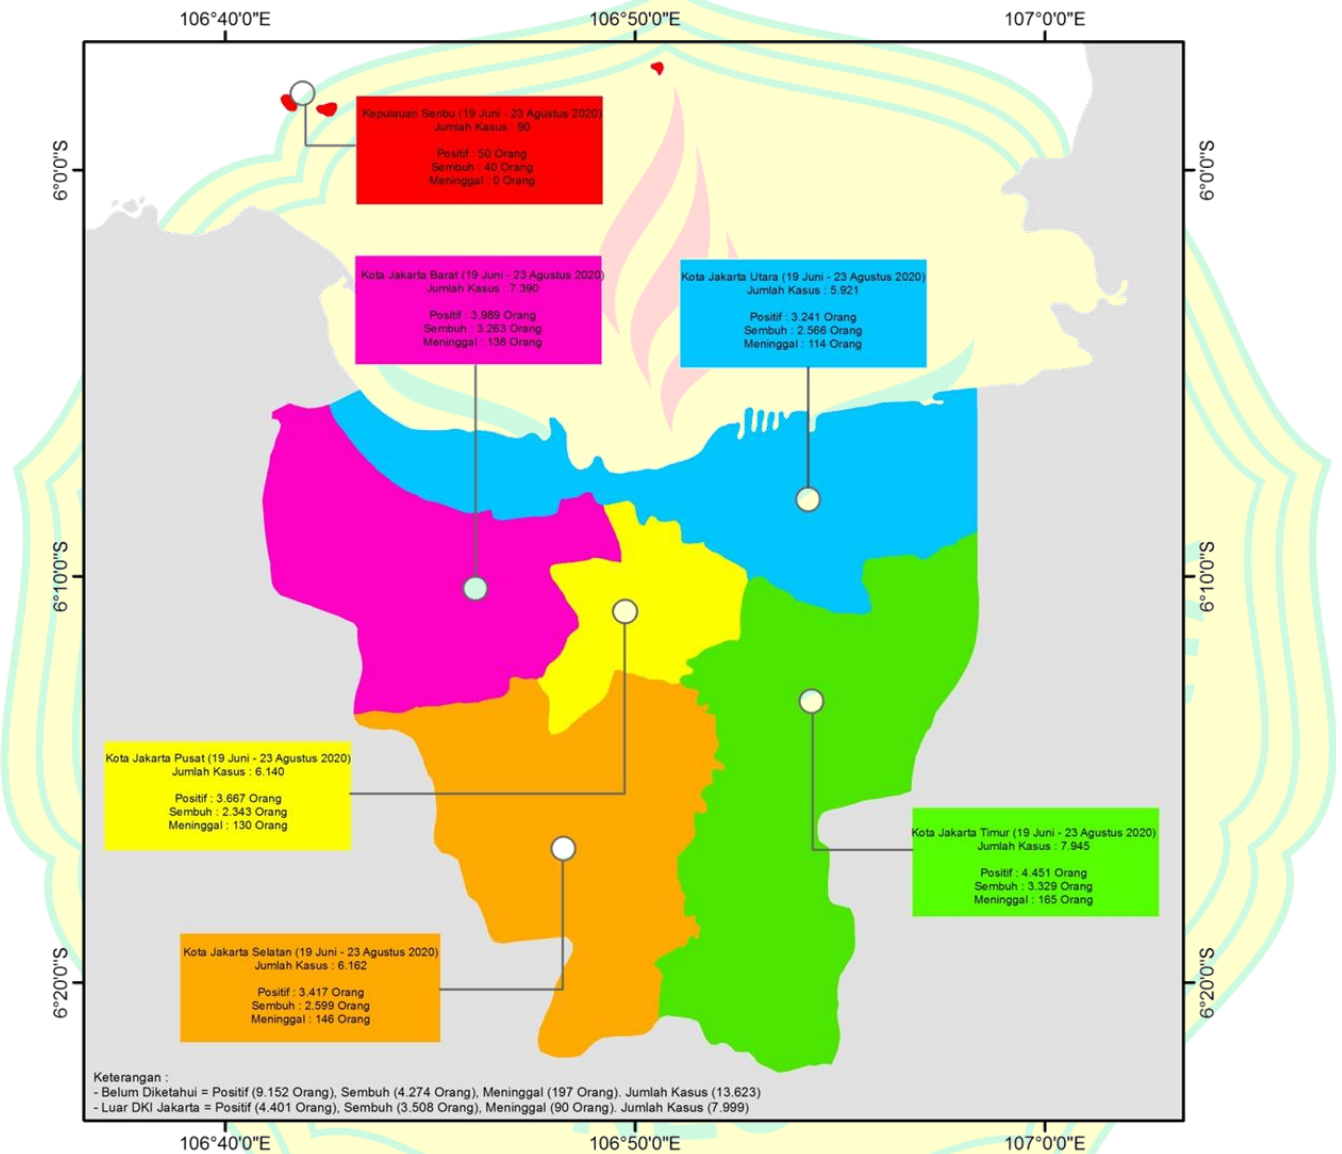 106°40'0"E
106°50'0"E
107°0'0"E
6°0'0"S
6°0'0"S
Kepulauan Seribu (19 Juni - 23 Agustus 2020)
Jumlah Kasus : 90
Positif : 50 Orang
Sembuh : 40 Orang
Meninggal : 0 Orang
Kota Jakarta Barat (19 Juni - 23 Agustus 2020)
Jumlah Kasus : 7.390
Positif : 3.989 Orang
Sembuh : 3.263 Orang
Meninggal : 138 Orang
Kota Jakarta Utara (19 Juni - 23 Agustus 2020)
Jumlah Kasus : 5.921
Positif : 3.241 Orang
Sembuh : 2.566 Orang
Meninggal : 114 Orang
6°10'0"S
6°10'0"S
Kota Jakarta Pusat (19 Juni - 23 Agustus 2020)
Jumlah Kasus : 6.140
Positif : 3.667 Orang
Sembuh : 2.343 Orang
Meninggal : 130 Orang
Kota Jakarta Timur (19 Juni - 23 Agustus 2020)
Jumlah Kasus : 7.945
Positif : 4.451 Orang
Sembuh : 3.329 Orang
Meninggal : 165 Orang
Kota Jakarta Selatan (19 Juni - 23 Agustus 2020)
Jumlah Kasus : 6.162
Positif : 3.417 Orang
Sembuh : 2.599 Orang
Meninggal : 146 Orang
6°20'0"S
6°20'0"S
Keterangan :
- Belum Diketahui = Positif (9.152 Orang), Sembuh (4.274 Orang), Meninggal (197 Orang). Jumlah Kasus (13.623)
- Luar DKI Jakarta = Positif (4.401 Orang), Sembuh (3.508 Orang), Meninggal (90 Orang). Jumlah Kasus (7.999)
106°40'0"E
106°50'0"E
107°0'0"E